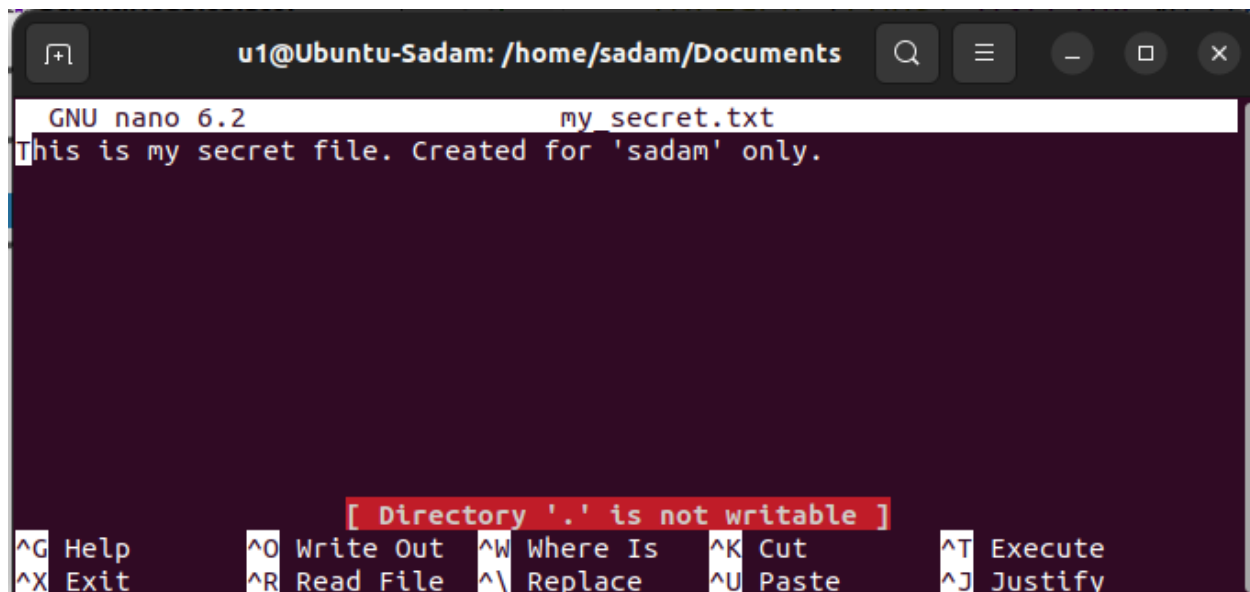 u1@Ubuntu-Sadam: /home/sadam/Documents
GNU nano 6.2 my_secret.txt
This is my secret file. Created for 'sadam' only.
[ Directory '.' is not writable ]
^G Help ^O Write Out ^W Where Is ^K Cut ^T Execute
^X Exit ^R Read File ^\ Replace ^U Paste ^J Justify